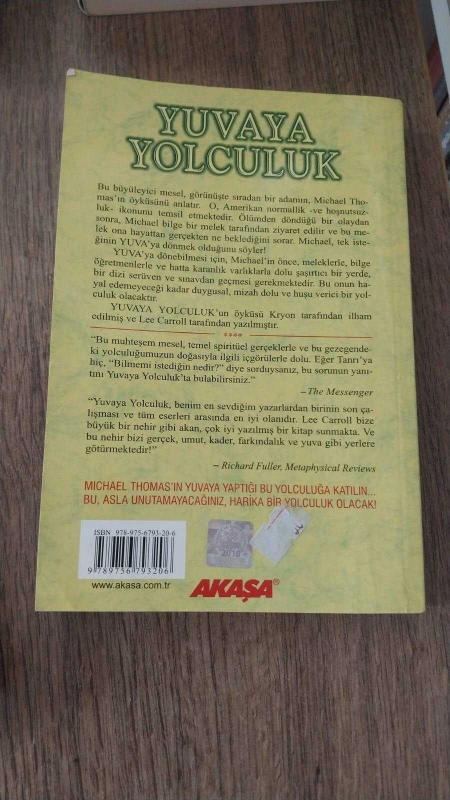 YUVAYA
YOLCULUK
Bu büyüleyici mesel, görünüşte sıradan bir adamın, Michael Tho-
mas'ın öyküsünü anlatır. O, Amerikan normallik -ve hoşnutsuz-
luk- ikonunu temsil etmektedir. Ölümden döndüğü bir olaydan
sonra, Michael bilge bir melek tarafından ziyaret edilir ve bu me-
lek ona hayattan gerçekten ne beklediğini sorar. Michael, tek iste-
ğinin YUVA'ya dönmek olduğunu söyler!
YUVA'ya dönebilmesi için, Michael'in önce, meleklerle, bilge
öğretmenlerle ve hatta karanlık varlıklarla dolu şaşırtıcı bir yerde,
bir dizi serüven ve sınavdan geçmesi gerekmektedir. Bu onun ha-
yal edemeyeceği kadar duygusal, mizah dolu ve huşu verici bir yol-
culuk olacaktır.
YUVAYA YOLCULUK'un öyküsü Kryon tarafından ilham
edilmiş ve Lee Carroll tarafından yazılmıştır.
****
"Bu muhteşem mesel, temel spiritüel gerçeklerle ve bu gezegende-
ki yolculuğumuzun doğasıyla ilgili içgörülerle dolu. Eğer Tanrı'ya
hiç, "Bilmemi istediğin nedir?" diye sorduysanız, bu sorunun yanı-
tını Yuvaya Yolculuk'ta bulabilirsiniz."
– The Messenger
"Yuvaya Yolculuk, benim en sevdiğim yazarlardan birinin son ça-
lışması ve tüm eserleri arasında en iyi olanıdır. Lee Carroll bize
büyük bir nehir gibi akan, çok iyi yazılmış bir kitap sunmakta. Ve
bu nehir bizi gerçek, umut, kader, farkındalık ve yuva gibi yerlere
götürmektedir!"
– Richard Fuller, Metaphysical Reviews
MICHAEL THOMAS'IN YUVAYA YAPTIĞI BU YOLCULUĞA KATILIN...
BU, ASLA UNUTAMAYACAĞINIZ, HARİKA BİR YOLCULUK OLACAK!
ISBN 978-975-6793-20-6
9 789756 793206
www.akasa.com.tr
2010
AKAŞA®